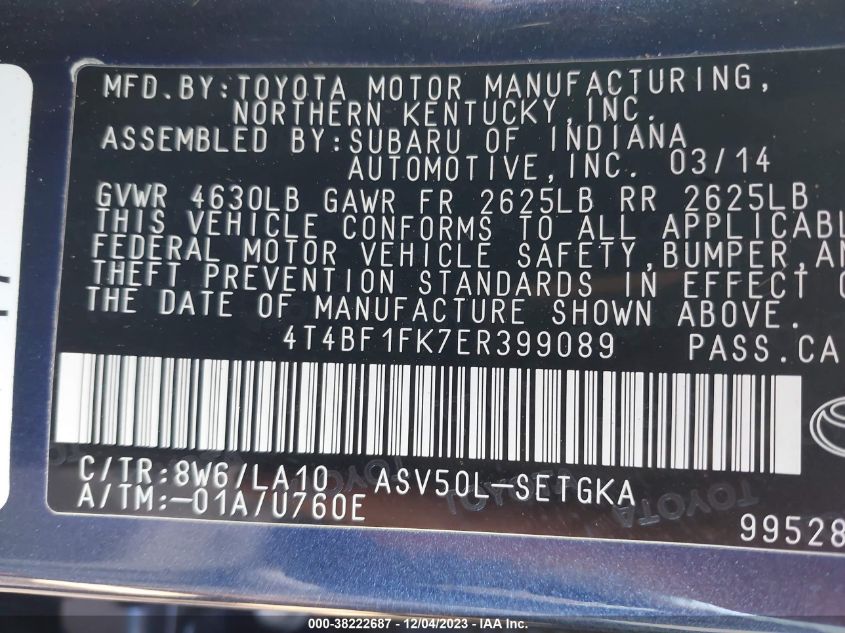 MFD.BY:TOYOTA MOTOR MANUFACTURING,
NORTHERN KENTUCKY,INC.
ASSEMBLED BY:SUBARU OF INDIANA
AUTOMOTIVE,INC. 03/14
GVWR 4630LB GAWR FR 2625LB RR 2625LB
THIS VEHICLE CONFORMS TO ALL APPLICABL
FEDERAL MOTOR VEHICLE SAFETY,BUMPER,AN
THEFT PREVENTION STANDARDS IN EFFECT O
THE DATE OF MANUFACTURE SHOWN ABOVE.
4T4BF1FK7ER399089 PASS.CA
C/TR:8W6/LA10 ASV50L-SETGKA
A/TM:-01A/U760E
TOYOTA
99528
000-38222687 - 12/04/2023 - IAA Inc.